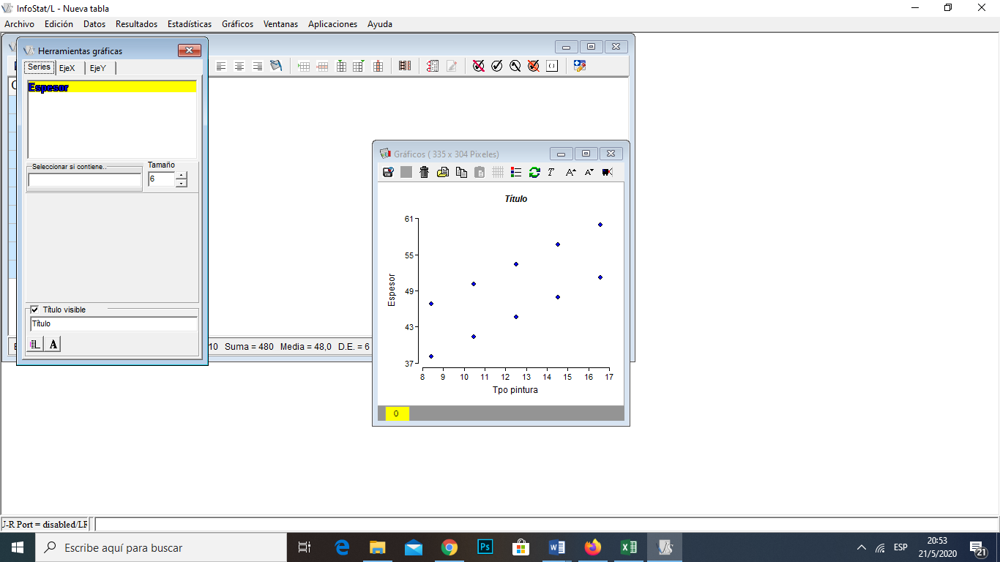 InfoStat/L - Nueva tabla
Archivo Edición Datos Resultados Estadísticas Gráficos Ventanas Aplicaciones Ayuda
Herramientas gráficas
Series EjeX EjeY
Espesor
Seleccionar si contiene..
Tamaño
6
Título visible
Título
A
10 Suma = 480 Media = 48,0 D.E. = 6
Gráficos ( 335 x 304 Pixeles)
T A A
Título
61
55
49
43
37
Espesor
8 9 10 11 12 13 14 15 16 17
Tpo pintura
0
J-R Port = disabled/LF
Escribe aquí para buscar
Ps
ESP
20:53
21/5/2020
21